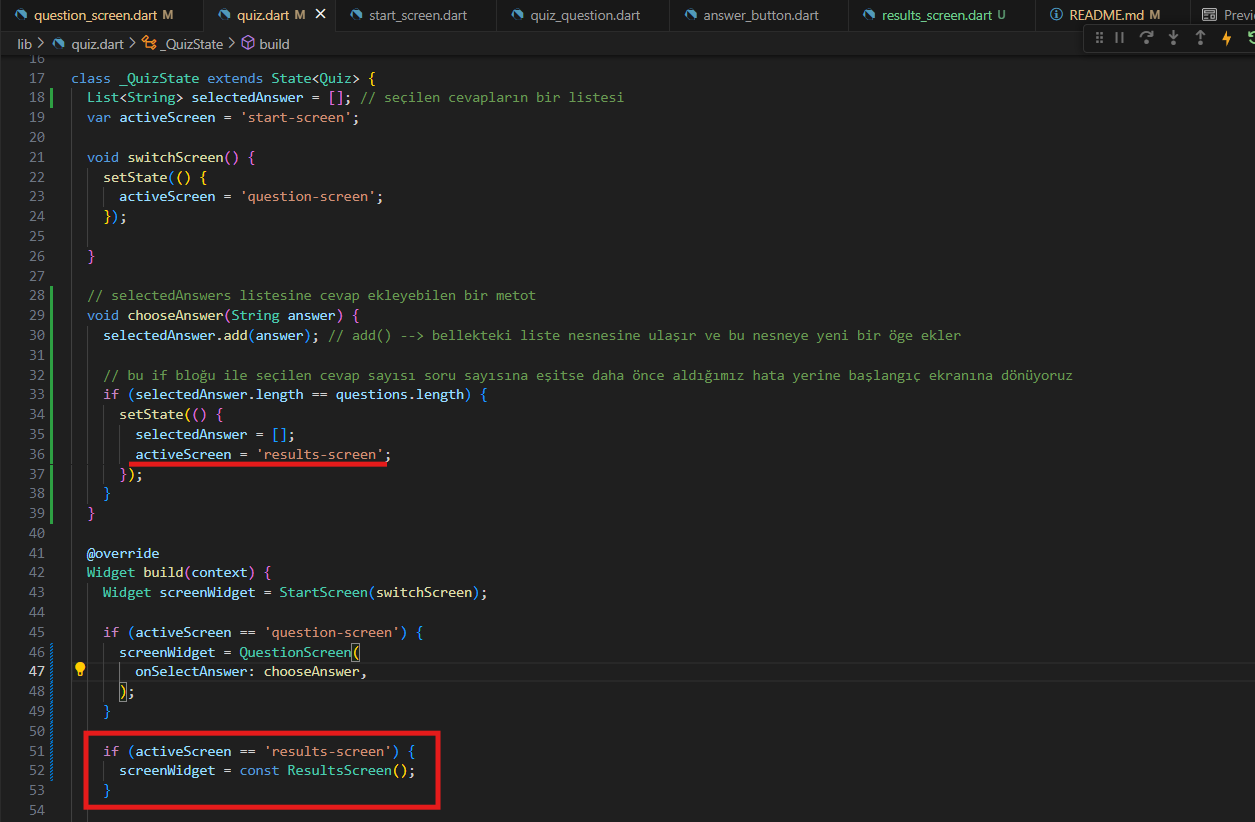 question_screen.dart M quiz.dart M start_screen.dart quiz_question.dart answer_button.dart results_screen.dart U README.md M Previ
lib > quiz.dart > _QuizState > build
16
17 class _QuizState extends State<Quiz> {
18 List<String> selectedAnswer = []; // seçilen cevapların bir listesi
19 var activeScreen = 'start-screen';
20
21 void switchScreen() {
22 setState(() {
23 activeScreen = 'question-screen';
24 });
25
26 }
27
28 // selectedAnswers listesine cevap ekleyebilen bir metot
29 void chooseAnswer(String answer) {
30 selectedAnswer.add(answer); // add() --> bellekteki liste nesnesine ulaşır ve bu nesneye yeni bir öge ekler
31
32 // bu if bloğu ile seçilen cevap sayısı soru sayısına eşitse daha önce aldığımız hata yerine başlangıç ekranına dönüyoruz
33 if (selectedAnswer.length == questions.length) {
34 setState(() {
35 selectedAnswer = [];
36 activeScreen = 'results-screen';
37 });
38 }
39 }
40
41 @override
42 Widget build(context) {
43 Widget screenWidget = StartScreen(switchScreen);
44
45 if (activeScreen == 'question-screen') {
46 screenWidget = QuestionScreen(
47 onSelectAnswer: chooseAnswer,
48 );
49 }
50
51 if (activeScreen == 'results-screen') {
52 screenWidget = const ResultsScreen();
53 }
54